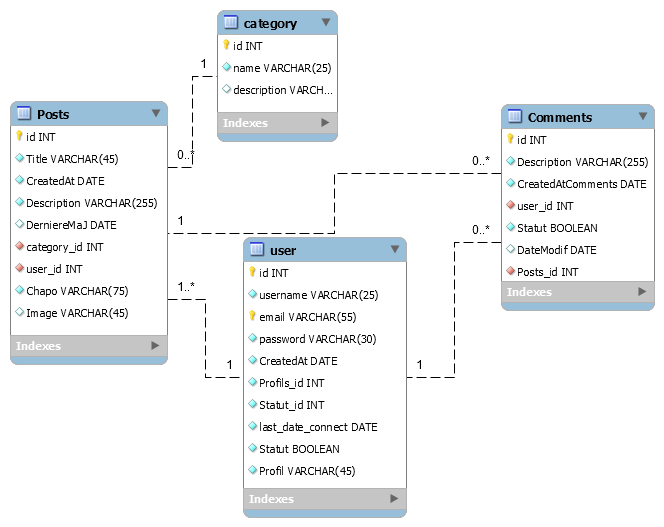 category
id INT
name VARCHAR(25)
description VARCH...
Indexes
1
0..*
Posts
id INT
Title VARCHAR(45)
CreatedAt DATE
Description VARCHAR(255)
DerniereMaJ DATE
category_id INT
user_id INT
Chapo VARCHAR(75)
Image VARCHAR(45)
Indexes
1
0..*
1..*
1
Comments
id INT
Description VARCHAR(255)
CreatedAtComments DATE
user_id INT
Statut BOOLEAN
DateModif DATE
Posts_id INT
Indexes
0..*
1
user
id INT
username VARCHAR(25)
email VARCHAR(55)
password VARCHAR(30)
CreatedAt DATE
Profils_id INT
Statut_id INT
last_date_connect DATE
Statut BOOLEAN
Profil VARCHAR(45)
Indexes